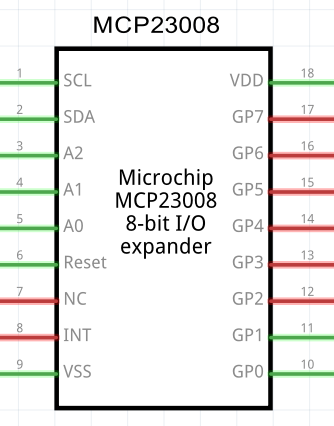 MCP23008
1 SCL VDD 18
2 SDA GP7 17
3 A2 GP6 16
4 A1 GP5 15
5 A0 GP4 14
6 Reset GP3 13
7 NC GP2 12
8 INT GP1 11
9 VSS GP0 10
Microchip
MCP23008
8-bit I/O
expander